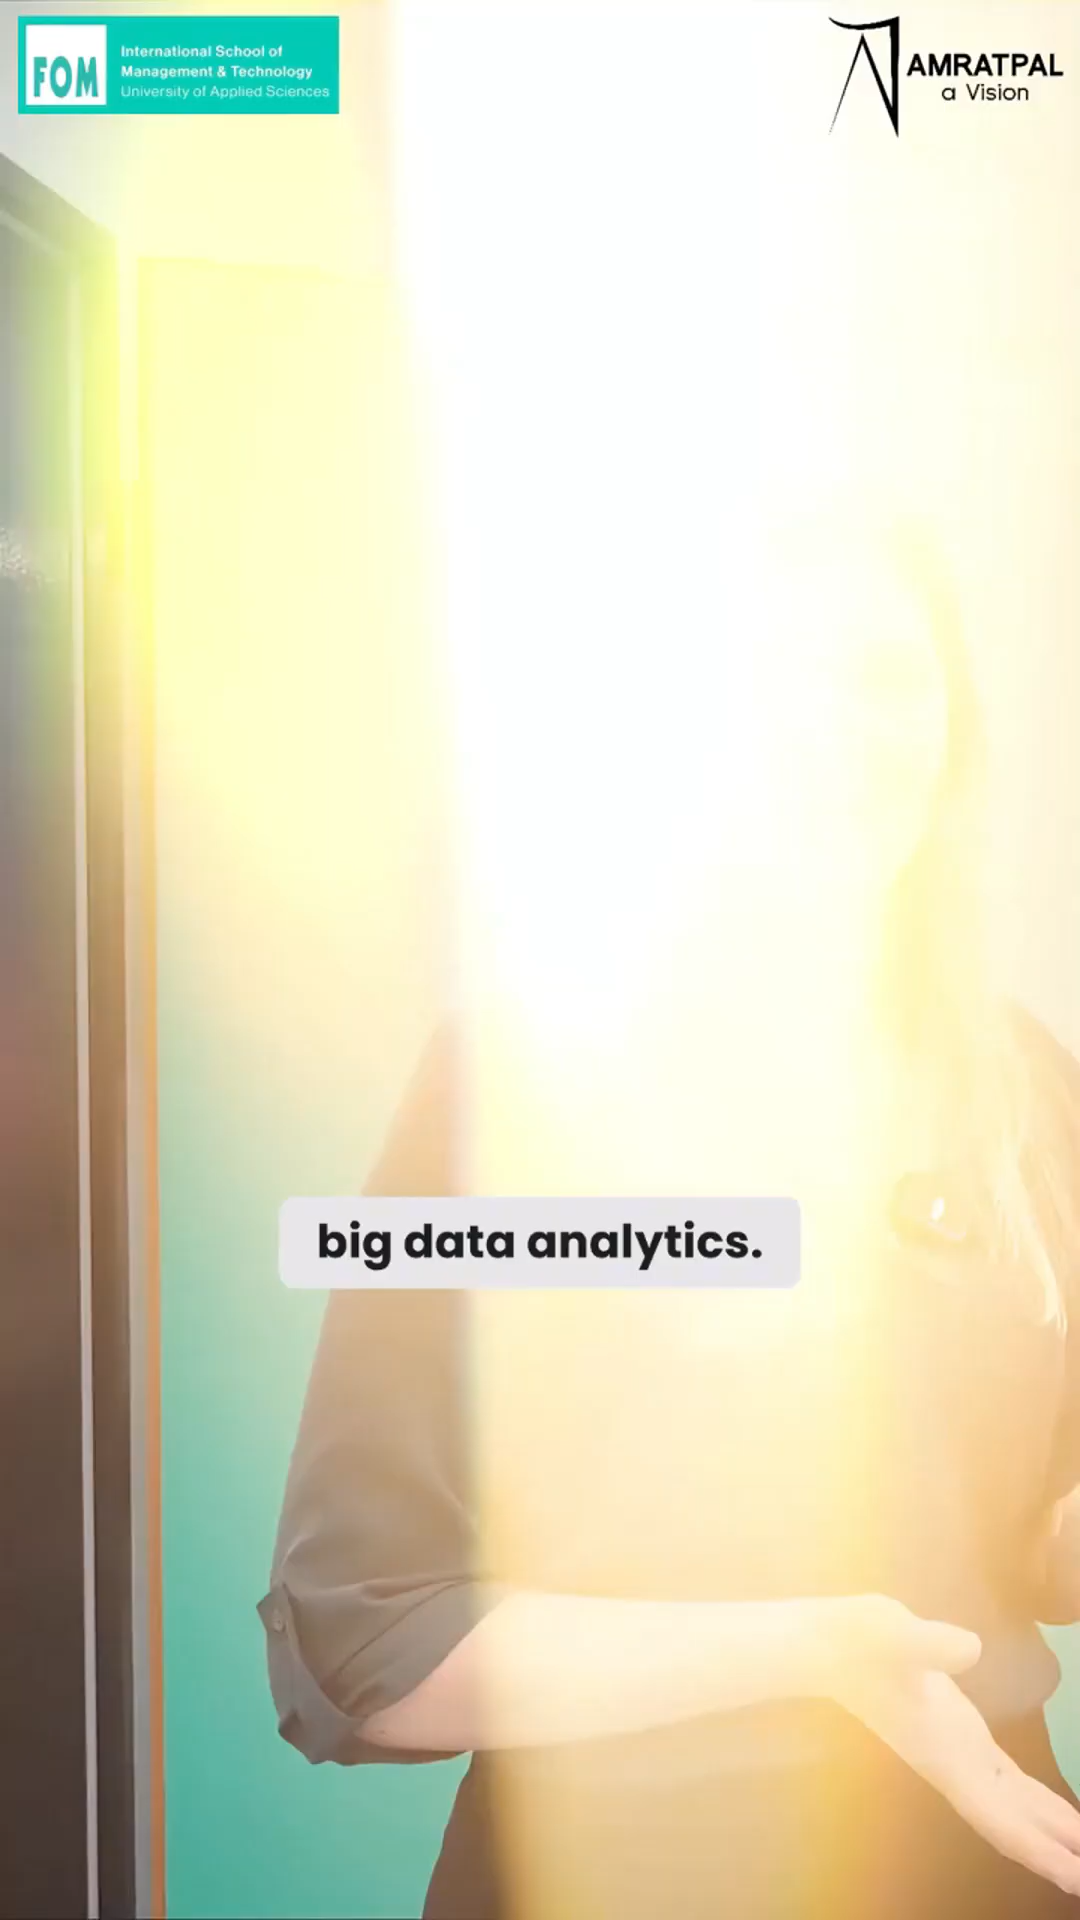 FOM
International School of
Management & Technology
University of Applied Sciences
AMRATPAL
a Vision
big data analytics.